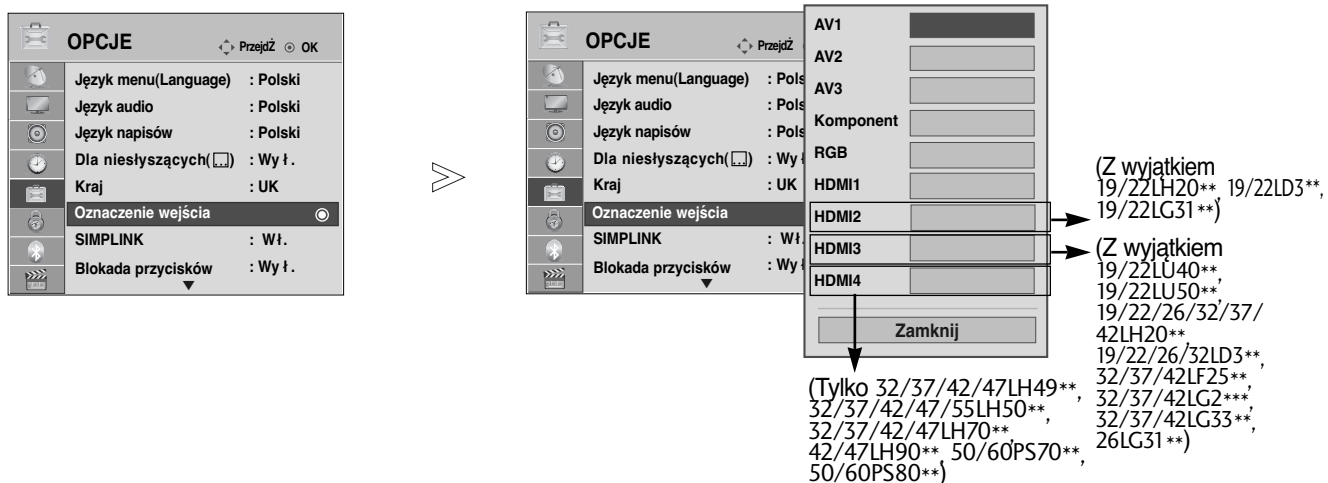 OPCJE PrzejdŹ OK
Język menu(Language) : Polski
Język audio : Polski
Język napisów : Polski
Dla niesłyszących(...) : Wy ł .
Kraj : UK
Oznaczenie wejścia
SIMPLINK : Wł.
Blokada przycisków : Wy ł .
OPCJE PrzejdŹ
Język menu(Language) : Pols
Język audio : Pols
Język napisów : Pols
Dla niesłyszących(...) : Wy ł
Kraj : UK
Oznaczenie wejścia
SIMPLINK : Wł.
Blokada przycisków : Wy ł
AV1
AV2
AV3
Komponent
RGB
HDMI1
HDMI2
HDMI3
HDMI4
Zamknij
(Z wyjątkiem
19/22LH20**, 19/22LD3**,
19/22LG31**)
(Z wyjątkiem
19/22LU40**,
19/22LU50**,
19/22/26/32/37/
42LH20**,
19/22/26/32LD3**,
32/37/42LF25**,
32/37/42LG2***,
32/37/42LG33**,
26LG31**)
(Tylko 32/37/42/47LH49**,
32/37/42/47/55LH50**,
32/37/42/47LH70**,
42/47LH90**, 50/60PS70**,
50/60PS80**)